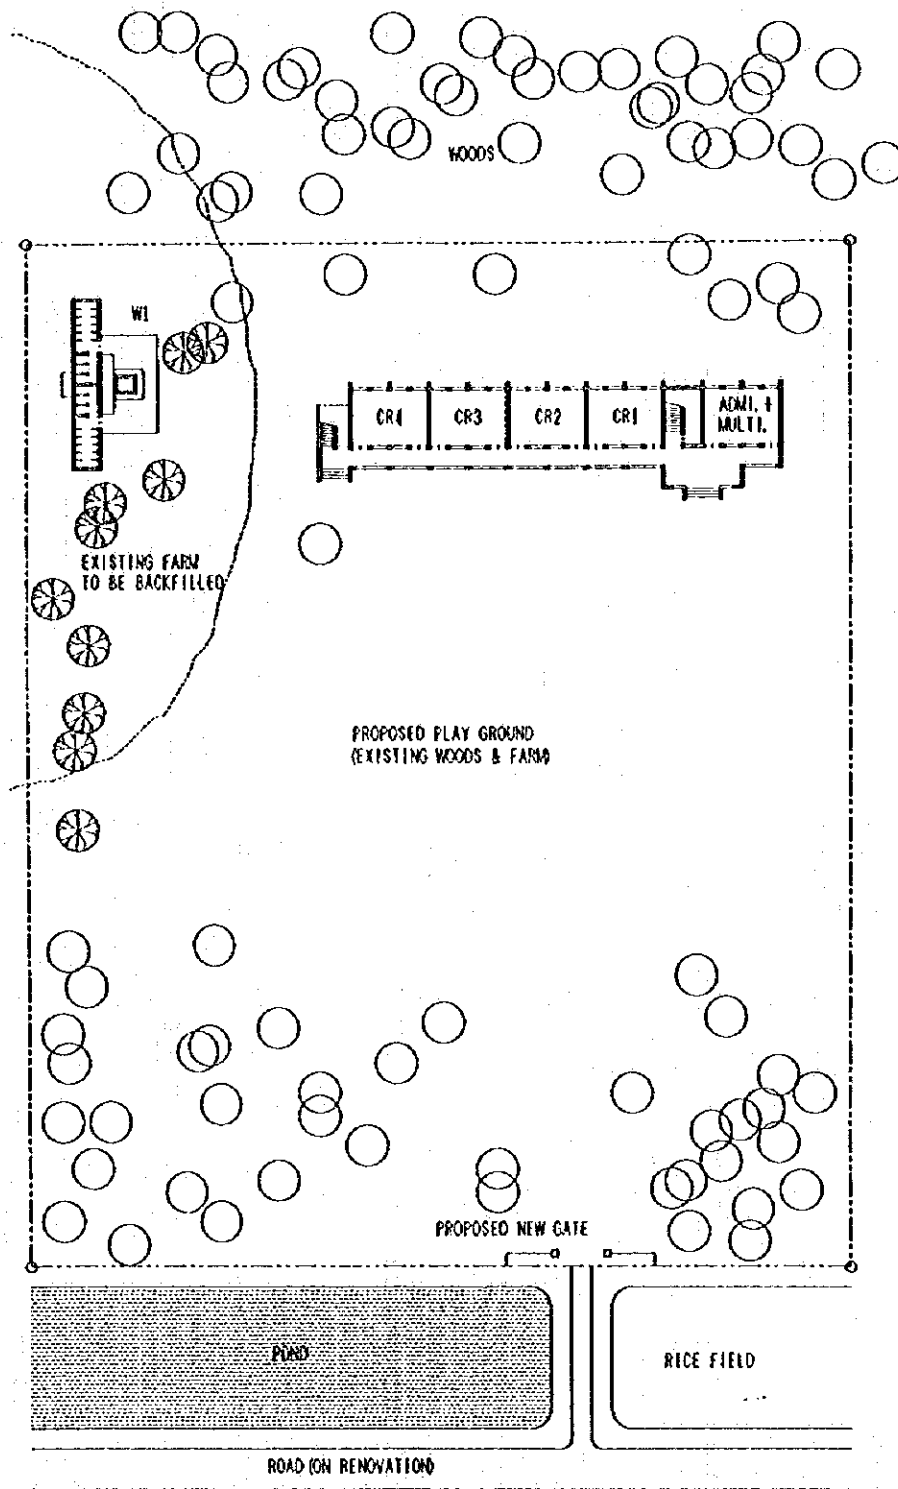 WOODS
W1
CR4
CR3
CR2
CR1
ADMI. &
MULTI.
EXISTING FARM
TO BE BACKFILLED
PROPOSED PLAY GROUND
(EXISTING WOODS & FARM)
PROPOSED NEW GATE
POND
RICE FIELD
ROAD (ON RENOVATION)